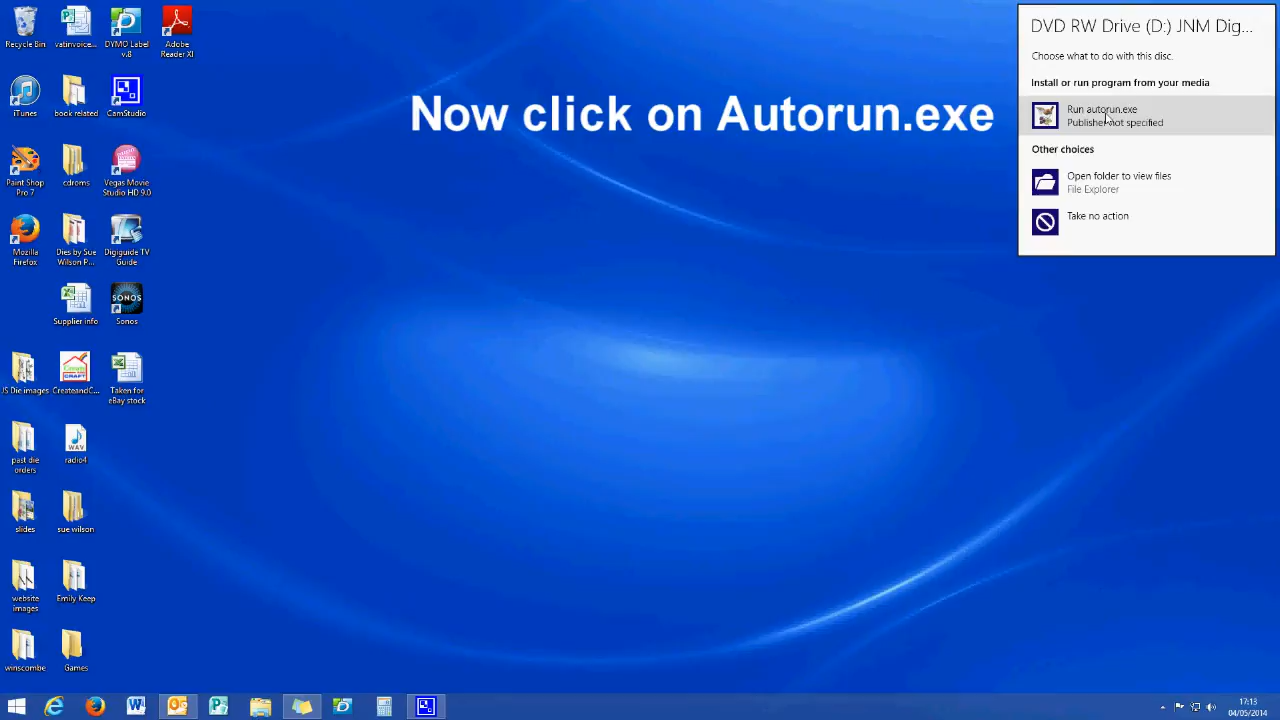 Recycle Bin
vatinvoice...
DYMO Label
v.8
Adobe
Reader XI
iTunes
book related
CamStudio
Paint Shop
Pro 7
cdroms
Vegas Movie
Studio HD 9.0
Mozilla
Firefox
Dies by Sue
Wilson P...
Digiguide TV
Guide
Supplier info
SONOS
Sonos
JS Die images
CreateandC...
Taken for
eBay stock
past die
orders
WAV
radio4
slides
sue wilson
website
images
Emily Keep
winscombe
Games
Now click on Autorun.exe
DVD RW Drive (D:) JNM Dig...
Choose what to do with this disc.
Install or run program from your media
Run autorun.exe
Publisher not specified
Other choices
Open folder to view files
File Explorer
Take no action
17:13
04/05/2014